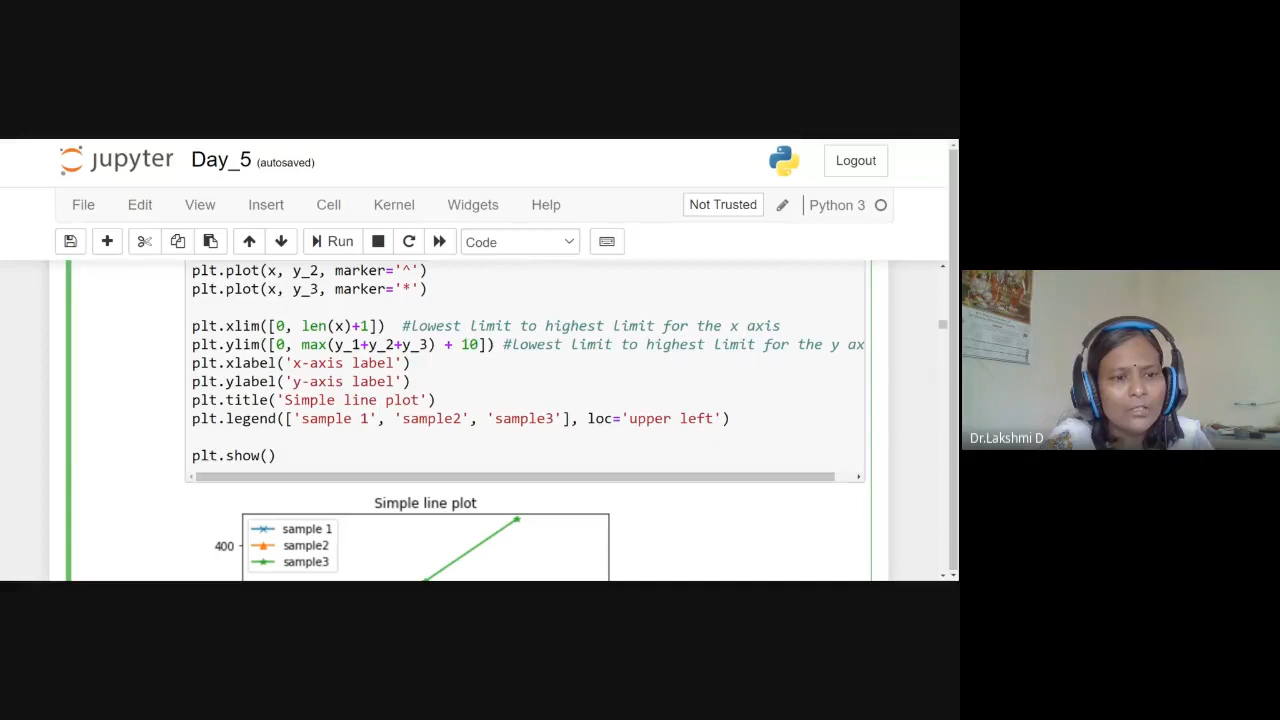 jupyter Day_5 (autosaved)
Logout
File Edit View Insert Cell Kernel Widgets Help
Not Trusted
Python 3
Run
Code
plt.plot(x, y_2, marker='^')
plt.plot(x, y_3, marker='*')
plt.xlim([0, len(x)+1])  #lowest limit to highest limit for the x axis
plt.ylim([0, max(y_1+y_2+y_3) + 10]) #lowest limit to highest limit for the y ax
plt.xlabel('x-axis label')
plt.ylabel('y-axis label')
plt.title('Simple line plot')
plt.legend(['sample 1', 'sample2', 'sample3'], loc='upper left')
plt.show()
Simple line plot
sample 1
400
sample2
sample3
Dr.Lakshmi D